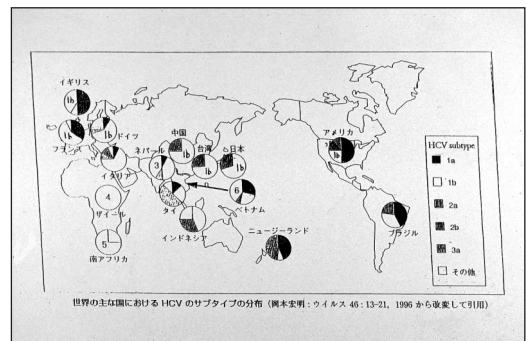 イギリス
1b
フランス
1b
ドイツ
1b
イタリア
ネパール
3
中国
1b
台湾
1b
日本
1b
タイ
6
ベトナム
インドネシア
ザイール
4
南アフリカ
5
ニュージーランド
アメリカ
1b
ブラジル
HCV subtype
1a
1b
2a
2b
3a
その他
世界の主な国における HCV のサブタイプの分布（岡本宏明：ウイルス 46：13-21，1996 から改変して引用）